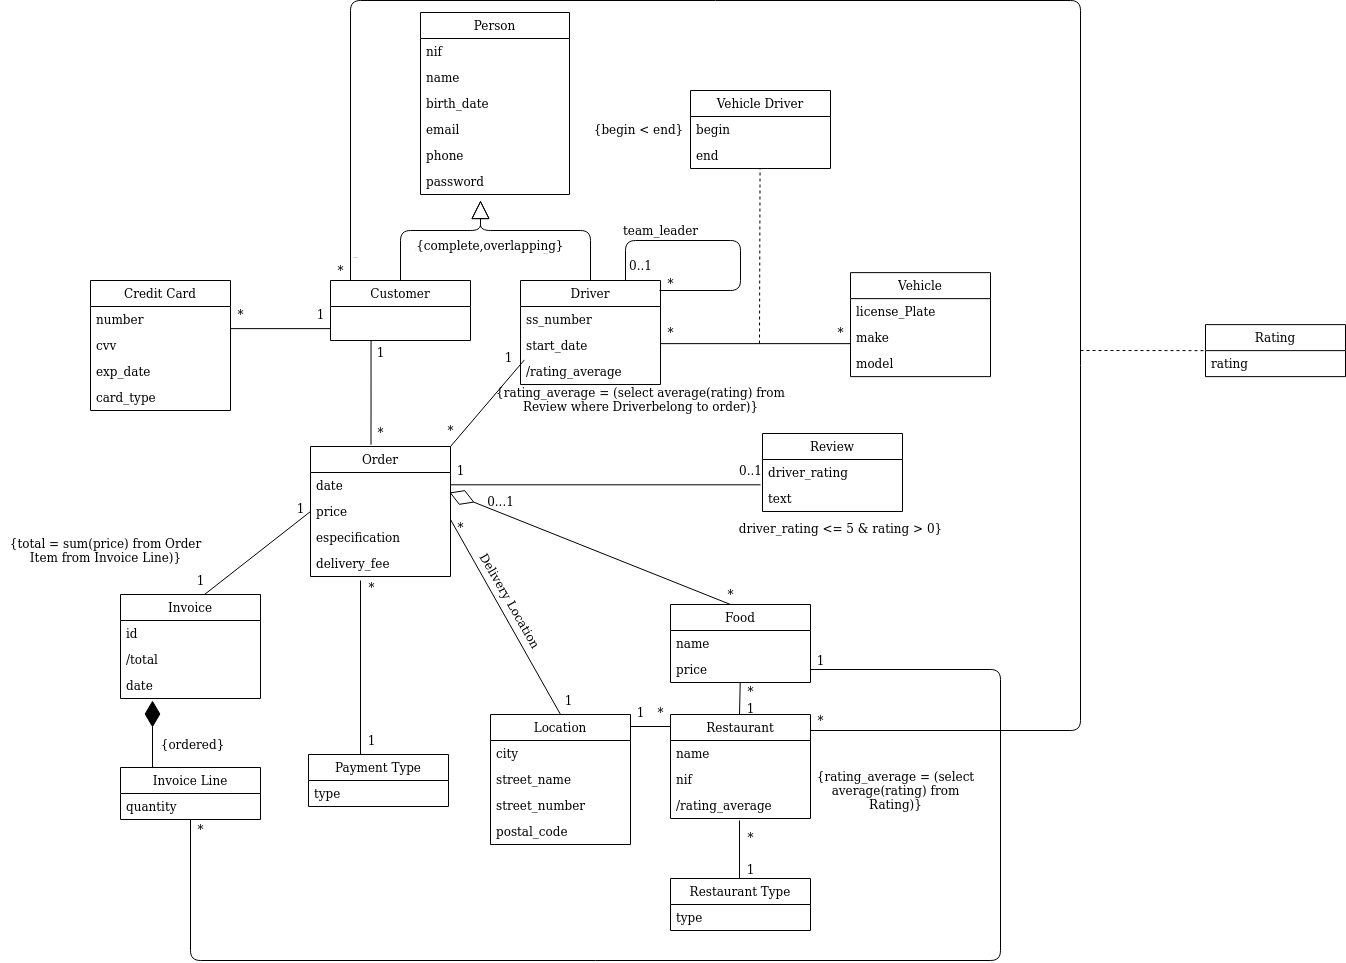 Person
nif
name
birth_date
email
phone
password
Vehicle Driver
begin
end
{begin < end}
{complete,overlapping}
team_leader
0..1
*
*
Credit Card
number
cvv
exp_date
card_type
*
1
Customer
Driver
ss_number
start_date
/rating_average
*
*
Vehicle
license_Plate
make
model
Rating
rating
1
{rating_average = (select average(rating) from
Review where Driverbelong to order)}
1
*
*
Order
date
price
especification
delivery_fee
1
0..1
Review
driver_rating
text
driver_rating <= 5 & rating > 0}
0...1
*
*
Delivery Location
1
1
{total = sum(price) from Order
Item from Invoice Line)}
1
Invoice
id
/total
date
{ordered}
Invoice Line
quantity
*
*
1
Payment Type
type
Food
name
price
1
*
1
Location
city
street_name
street_number
postal_code
1
*
Restaurant
name
nif
/rating_average
*
{rating_average = (select
average(rating) from
Rating)}
*
1
Restaurant Type
type